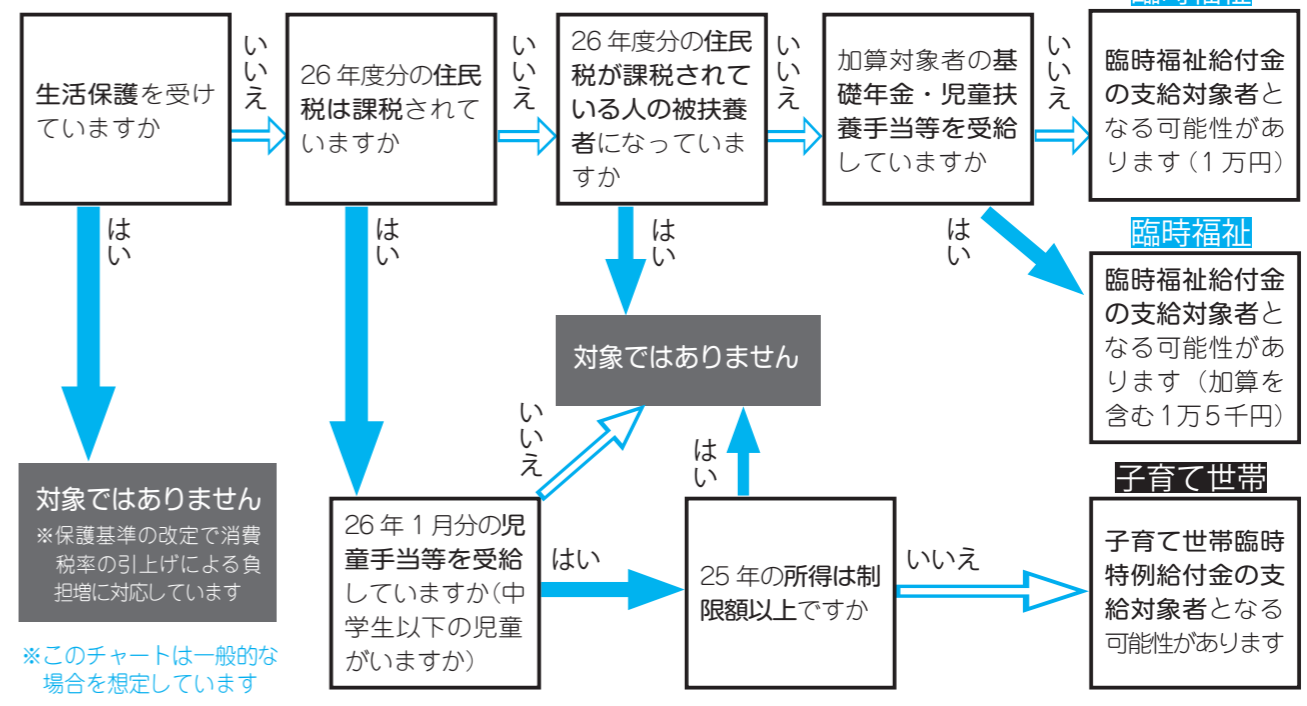 臨時福祉
生活保護を受け
ていますか
いいえ
はい
26年度分の住民
税は課税されて
いますか
いいえ
はい
26年度分の住民
税が課税されて
いる人の被扶養
者になっていま
すか
いいえ
はい
加算対象者の基
礎年金・児童扶
養手当等を受給
していますか
いいえ
はい
臨時福祉給付金
の支給対象者と
なる可能性があ
ります(1万円)
臨時福祉
臨時福祉給付金
の支給対象者と
なる可能性があ
ります(加算を
含む1万5千円)
対象ではありません
対象ではありません
※保護基準の改定で消費
税率の引上げによる負
担増に対応しています
※このチャートは一般的な
場合を想定しています
26年1月分の児
童手当等を受給
していますか(中
学生以下の児童
がいますか)
いいえ
はい
25年の所得は制
限額以上ですか
はい
いいえ
子育て世帯
子育て世帯臨時
特例給付金の支
給対象者となる
可能性があります